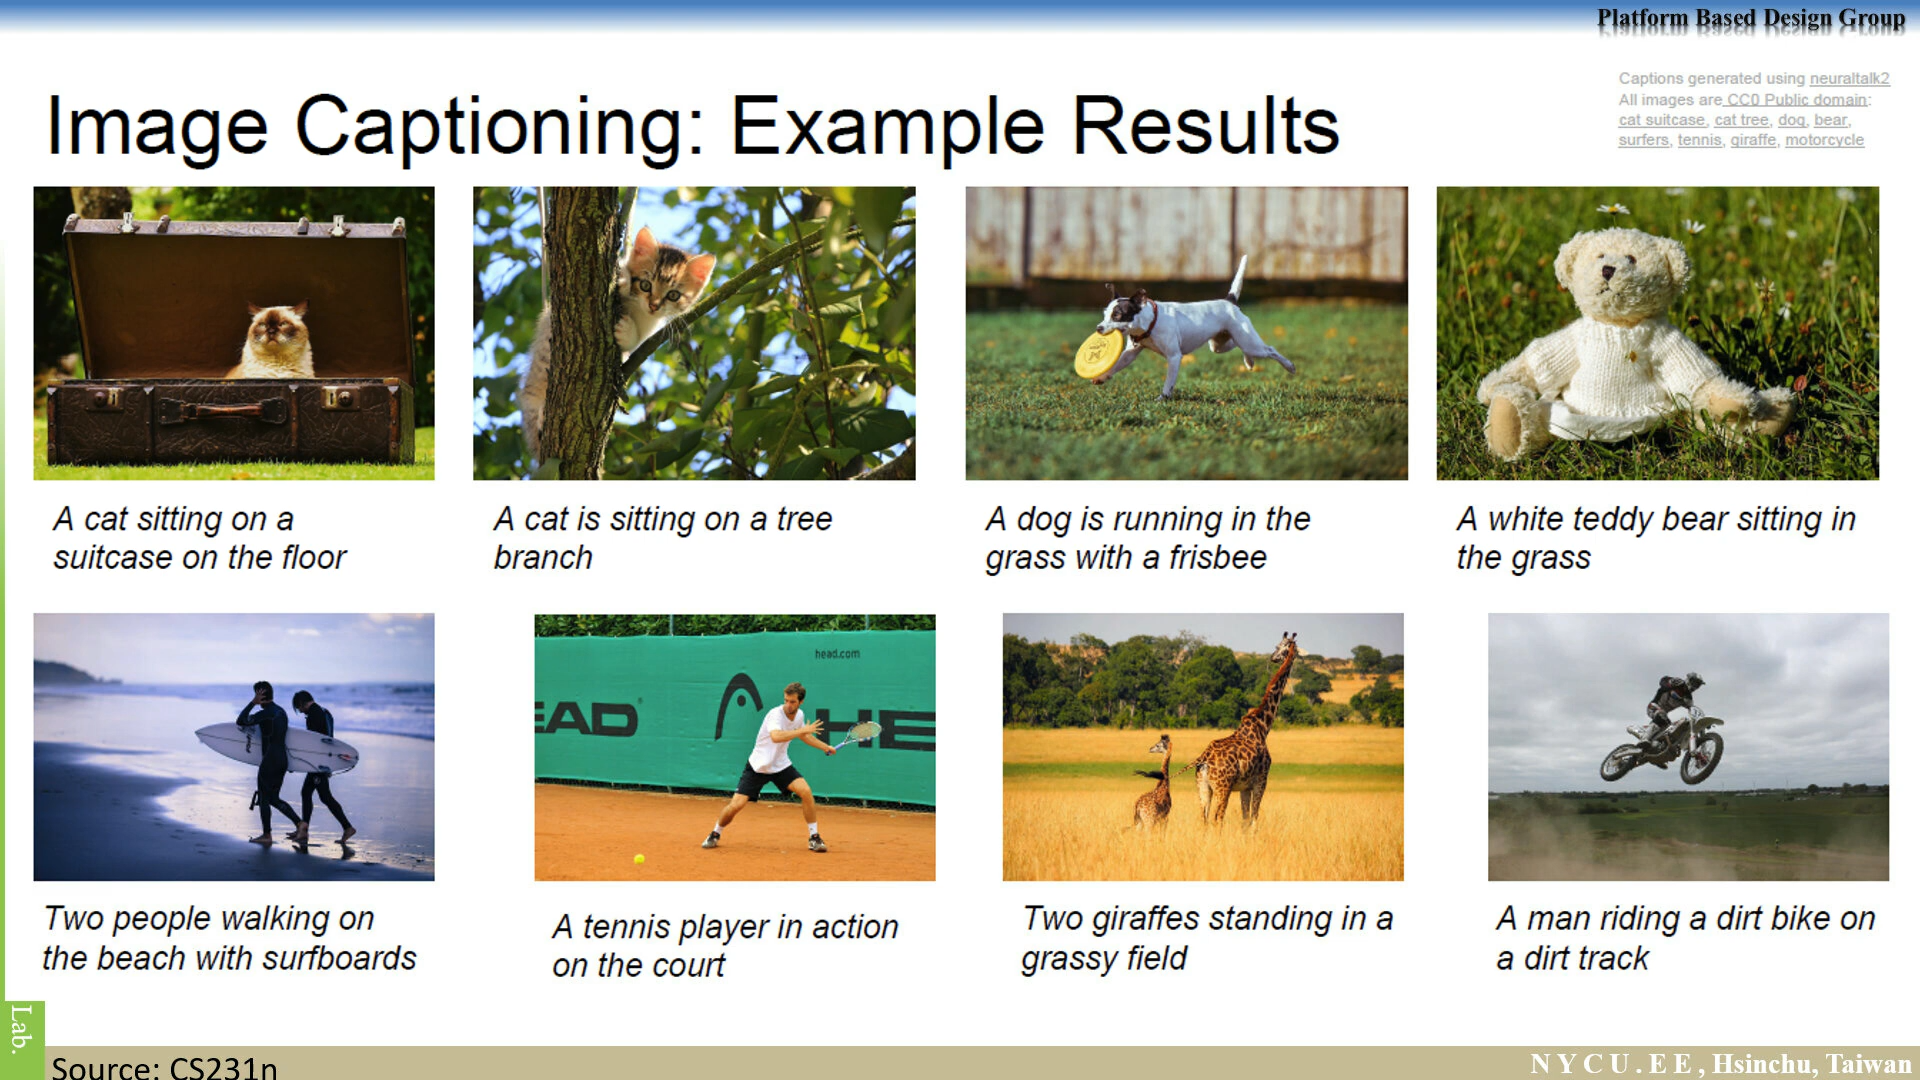 Platform Based Design Group
Captions generated using neuraltalk2
All images are CC0 Public domain:
cat suitcase, cat tree, dog, bear,
surfers, tennis, giraffe, motorcycle
Image Captioning: Example Results
A cat sitting on a
suitcase on the floor
A cat is sitting on a tree
branch
A dog is running in the
grass with a frisbee
A white teddy bear sitting in
the grass
head.com
EAD
HE
Two people walking on
the beach with surfboards
A tennis player in action
on the court
Two giraffes standing in a
grassy field
A man riding a dirt bike on
a dirt track
Lab.
Source: CS231n
N Y C U . E E , Hsinchu, Taiwan